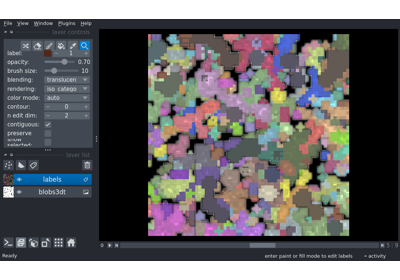 File View Window Plugins Help
layer controls
label: 1 +
opacity: 0.70
brush size: 10
blending: translucen
rendering: iso_catego
color mode: auto
contour: - 0 +
n edit dim: - 2 +
contiguous:
preserve
show
selected:
layer list
labels
blobs3dt
Ready
enter paint or fill mode to edit labels
activity